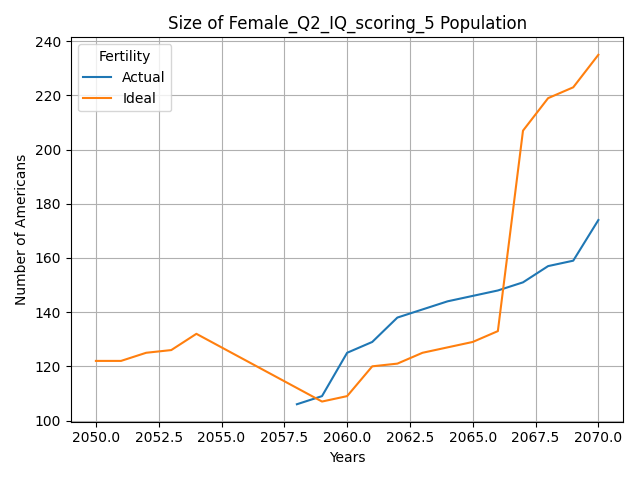 Size of Female_Q2_IQ_scoring_5 Population
Fertility
Actual
Ideal
Number of Americans
240
220
200
180
160
140
120
100
2050.0 2052.5 2055.0 2057.5 2060.0 2062.5 2065.0 2067.5 2070.0
Years